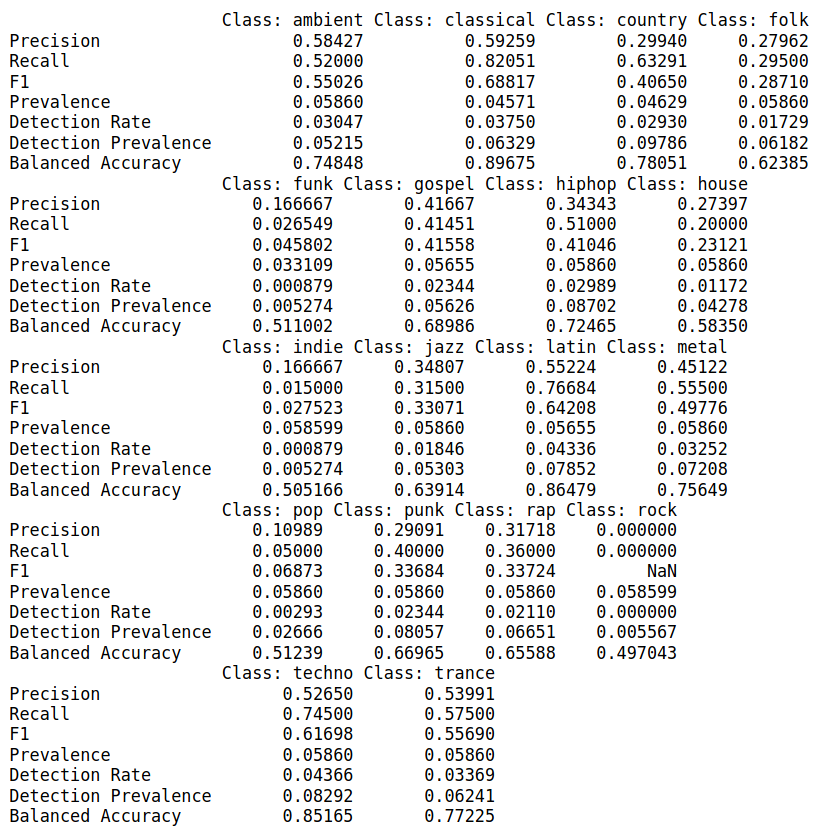 Class: ambient Class: classical Class: country Class: folk
Precision 0.58427 0.59259 0.29940 0.27962
Recall 0.52000 0.82051 0.63291 0.29500
F1 0.55026 0.68817 0.40650 0.28710
Prevalence 0.05860 0.04571 0.04629 0.05860
Detection Rate 0.03047 0.03750 0.02930 0.01729
Detection Prevalence 0.05215 0.06329 0.09786 0.06182
Balanced Accuracy 0.74848 0.89675 0.78051 0.62385
Class: funk Class: gospel Class: hiphop Class: house
Precision 0.166667 0.41667 0.34343 0.27397
Recall 0.026549 0.41451 0.51000 0.20000
F1 0.045802 0.41558 0.41046 0.23121
Prevalence 0.033109 0.05655 0.05860 0.05860
Detection Rate 0.000879 0.02344 0.02989 0.01172
Detection Prevalence 0.005274 0.05626 0.08702 0.04278
Balanced Accuracy 0.511002 0.68986 0.72465 0.58350
Class: indie Class: jazz Class: latin Class: metal
Precision 0.166667 0.34807 0.55224 0.45122
Recall 0.015000 0.31500 0.76684 0.55500
F1 0.027523 0.33071 0.64208 0.49776
Prevalence 0.058599 0.05860 0.05655 0.05860
Detection Rate 0.000879 0.01846 0.04336 0.03252
Detection Prevalence 0.005274 0.05303 0.07852 0.07208
Balanced Accuracy 0.505166 0.63914 0.86479 0.75649
Class: pop Class: punk Class: rap Class: rock
Precision 0.10989 0.29091 0.31718 0.000000
Recall 0.05000 0.40000 0.36000 0.000000
F1 0.06873 0.33684 0.33724 NaN
Prevalence 0.05860 0.05860 0.05860 0.058599
Detection Rate 0.00293 0.02344 0.02110 0.000000
Detection Prevalence 0.02666 0.08057 0.06651 0.005567
Balanced Accuracy 0.51239 0.66965 0.65588 0.497043
Class: techno Class: trance
Precision 0.52650 0.53991
Recall 0.74500 0.57500
F1 0.61698 0.55690
Prevalence 0.05860 0.05860
Detection Rate 0.04366 0.03369
Detection Prevalence 0.08292 0.06241
Balanced Accuracy 0.85165 0.77225